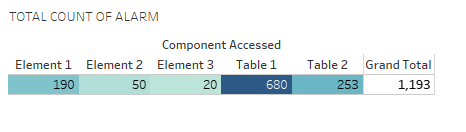 TOTAL COUNT OF ALARM
Component Accessed
Element 1 Element 2 Element 3 Table 1 Table 2 Grand Total
190 50 20 680 253 1,193